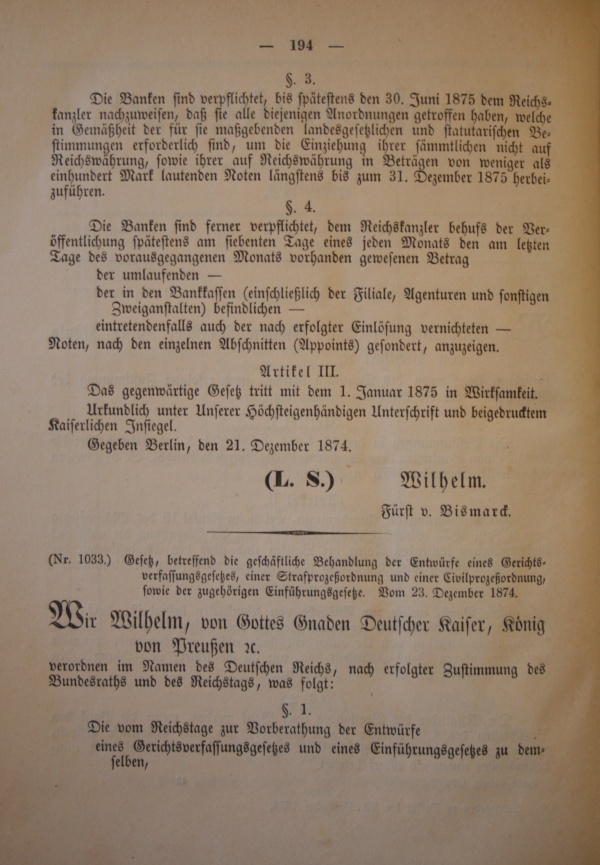 — 194 —
§. 3.
Die Banken sind verpflichtet, bis spätestens den 30. Juni 1875 dem Reichs-
kanzler nachzuweisen, daß sie alle diejenigen Anordnungen getroffen haben, welche
in Gemäßheit der für sie maßgebenden landesgesetzlichen und statutarischen Be-
stimmungen erforderlich sind, um die Einziehung ihrer sämmtlichen nicht auf
Reichswährung, sowie ihrer auf Reichswährung in Beträgen von weniger als
einhundert Mark lautenden Noten längstens bis zum 31. Dezember 1875 herbei-
zuführen.
§. 4.
Die Banken sind ferner verpflichtet, dem Reichskanzler behufs der Ver-
öffentlichung spätestens am siebenten Tage eines jeden Monats den am letzten
Tage des vorausgegangenen Monats vorhanden gewesenen Betrag
der umlaufenden —
der in den Bankkassen (einschließlich der Filiale, Agenturen und sonstigen
Zweiganstalten) befindlichen —
eintretendenfalls auch der nach erfolgter Einlösung vernichteten —
Noten, nach den einzelnen Abschnitten (Appoints) gesondert, anzuzeigen.
Artikel III.
Das gegenwärtige Gesetz tritt mit dem 1. Januar 1875 in Wirksamkeit.
Urkundlich unter Unserer Höchsteigenhändigen Unterschrift und beigedrucktem
Kaiserlichen Insiegel.
Gegeben Berlin, den 21. Dezember 1874.
(L. S.) Wilhelm.
Fürst v. Bismarck.
(Nr. 1033.) Gesetz, betreffend die geschäftliche Behandlung der Entwürfe eines Gerichts-
verfassungsgesetzes, einer Strafprozeßordnung und einer Civilprozeßordnung,
sowie der zugehörigen Einführungsgesetze. Vom 23. Dezember 1874.
Wir Wilhelm, von Gottes Gnaden Deutscher Kaiser, König
von Preußen ꝛc.
verordnen im Namen des Deutschen Reichs, nach erfolgter Zustimmung des
Bundesraths und des Reichstags, was folgt:
§. 1.
Die vom Reichstage zur Vorberathung der Entwürfe
eines Gerichtsverfassungsgesetzes und eines Einführungsgesetzes zu dem-
selben,